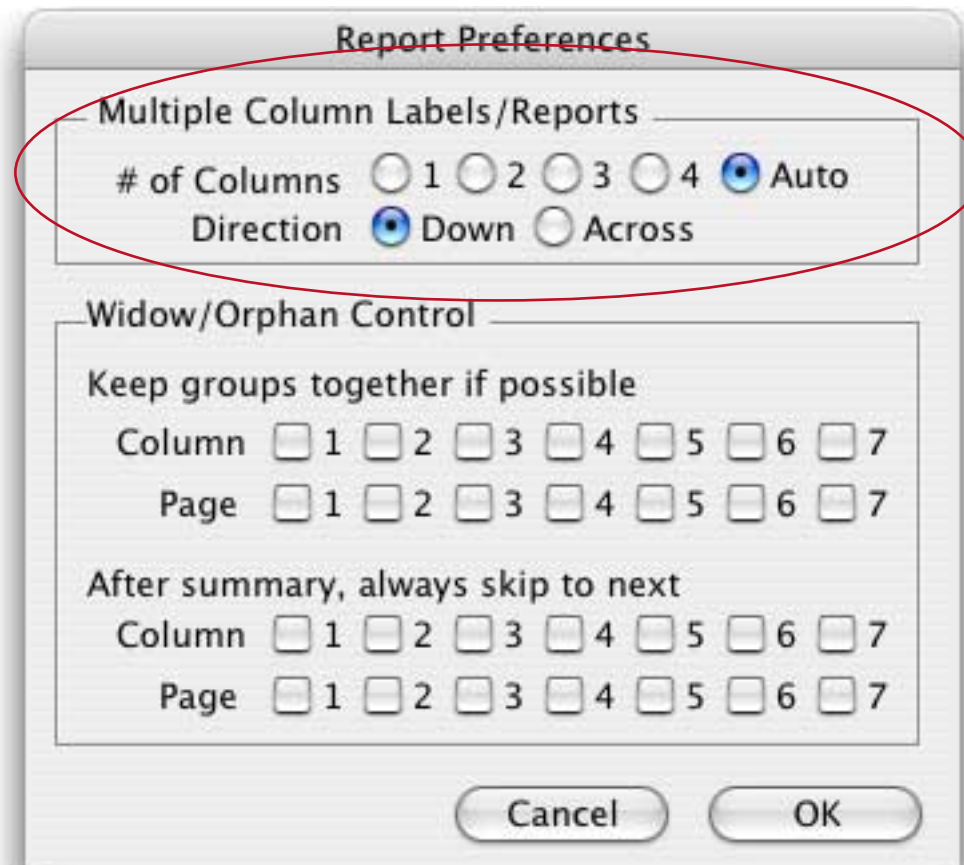 Report Preferences
Multiple Column Labels/Reports
# of Columns 1 2 3 4 Auto
Direction Down Across
Widow/Orphan Control
Keep groups together if possible
Column 1 2 3 4 5 6 7
Page 1 2 3 4 5 6 7
After summary, always skip to next
Column 1 2 3 4 5 6 7
Page 1 2 3 4 5 6 7
Cancel OK